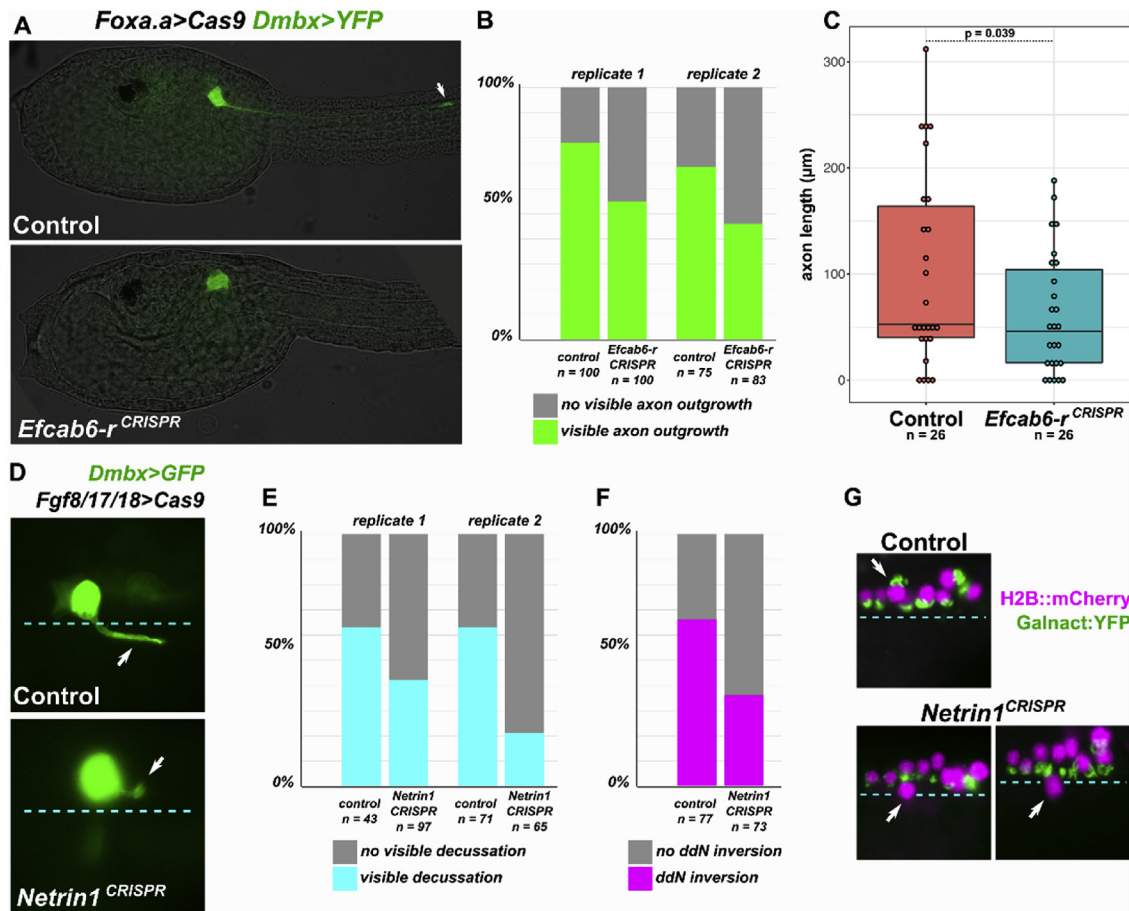 A
Foxa.a>Cas9 Dmbx>YFP
Control
Efcab6-r CRISPR
B
replicate 1 replicate 2
100%
50%
0%
control n = 100
Efcab6-r CRISPR n = 100
control n = 75
Efcab6-r CRISPR n = 83
no visible axon outgrowth
visible axon outgrowth
C
p = 0.039
axon length (µm)
300
200
100
0
Control n = 26
Efcab6-r CRISPR n = 26
D
Dmbx>GFP
Fgf8/17/18>Cas9
Control
Netrin1 CRISPR
E
replicate 1 replicate 2
100%
50%
0%
control n = 43
Netrin1 CRISPR n = 97
control n = 71
Netrin1 CRISPR n = 65
no visible decussation
visible decussation
F
100%
50%
0%
control n = 77
Netrin1 CRISPR n = 73
no ddN inversion
ddN inversion
G
Control
H2B::mCherry
Galnact:YFP
Netrin1 CRISPR